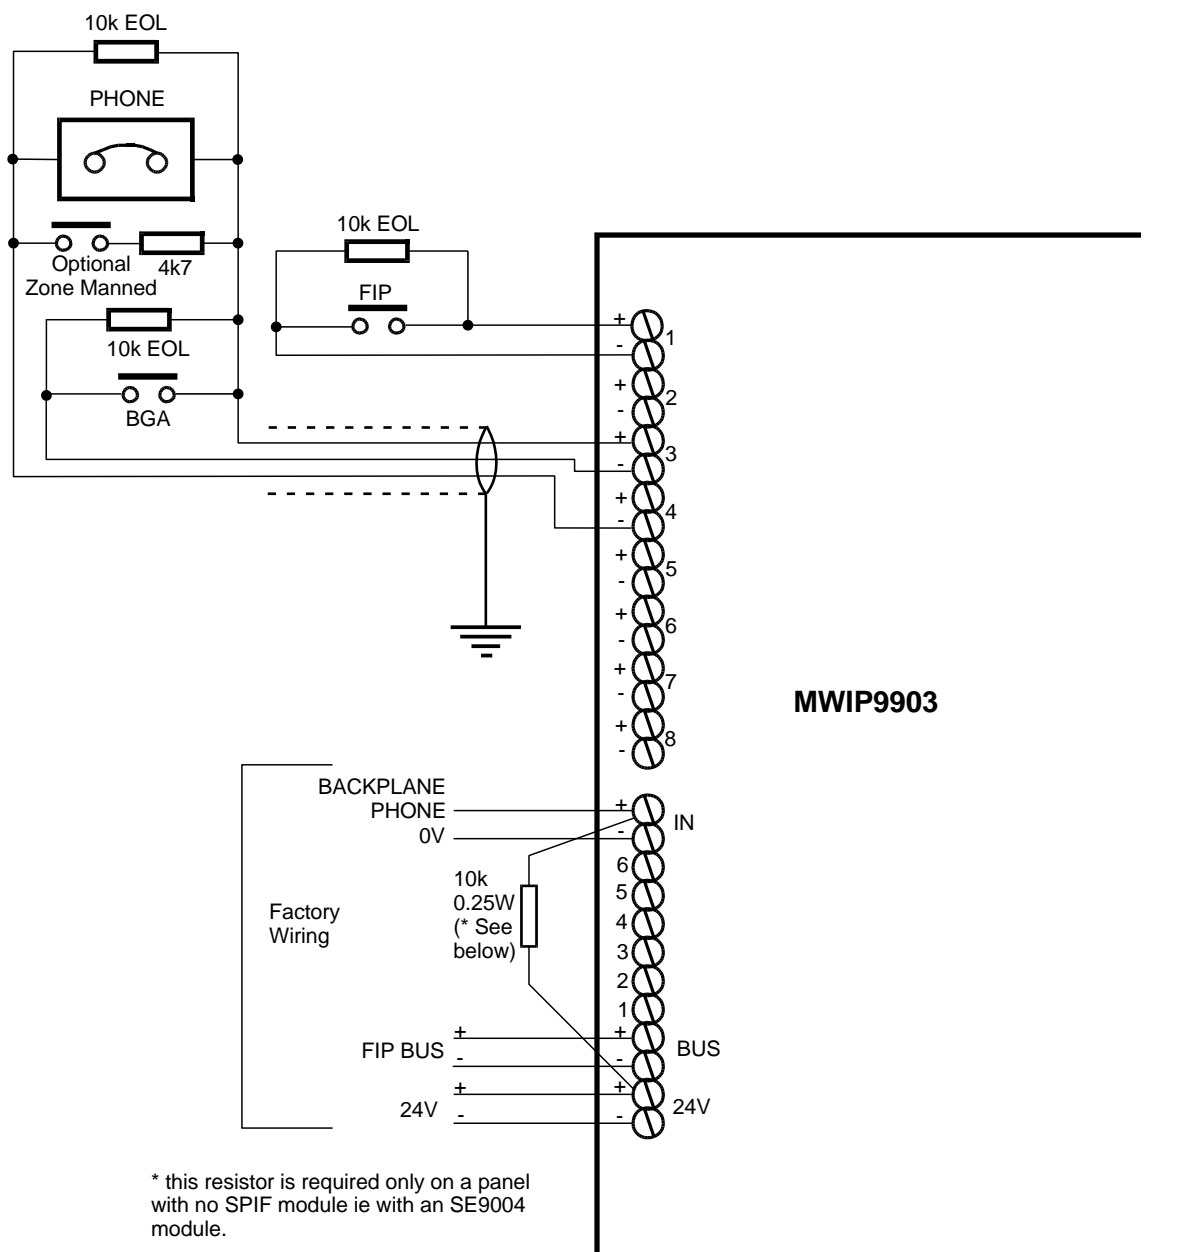 10k EOL
PHONE
Optional
Zone Manned
4k7
10k EOL
BGA
10k EOL
FIP
+
-
1
+
-
2
+
-
3
+
-
4
+
-
5
+
-
6
+
-
7
+
-
8
MWIP9903
BACKPLANE
PHONE
0V
+
-
IN
10k
0.25W
(* See
below)
Factory
Wiring
6
5
4
3
2
1
FIP BUS
+
-
+
-
BUS
24V
+
-
+
-
24V
* this resistor is required only on a panel
with no SPIF module ie with an SE9004
module.